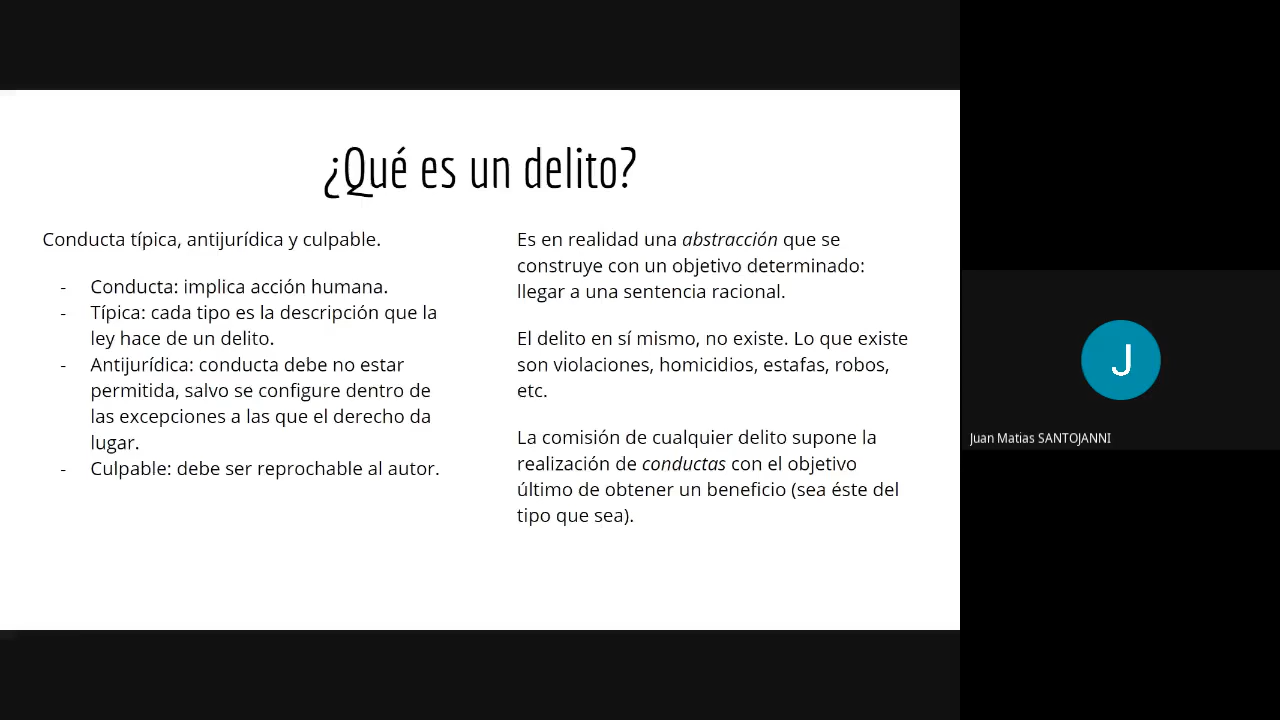 ¿Qué es un delito?
Conducta típica, antijurídica y culpable.
- Conducta: implica acción humana.
- Típica: cada tipo es la descripción que la
ley hace de un delito.
- Antijurídica: conducta debe no estar
permitida, salvo se configure dentro de
las excepciones a las que el derecho da
lugar.
- Culpable: debe ser reprochable al autor.
Es en realidad una abstracción que se
construye con un objetivo determinado:
llegar a una sentencia racional.
El delito en sí mismo, no existe. Lo que existe
son violaciones, homicidios, estafas, robos,
etc.
La comisión de cualquier delito supone la
realización de conductas con el objetivo
último de obtener un beneficio (sea éste del
tipo que sea).
J
Juan Matias SANTOJANNI